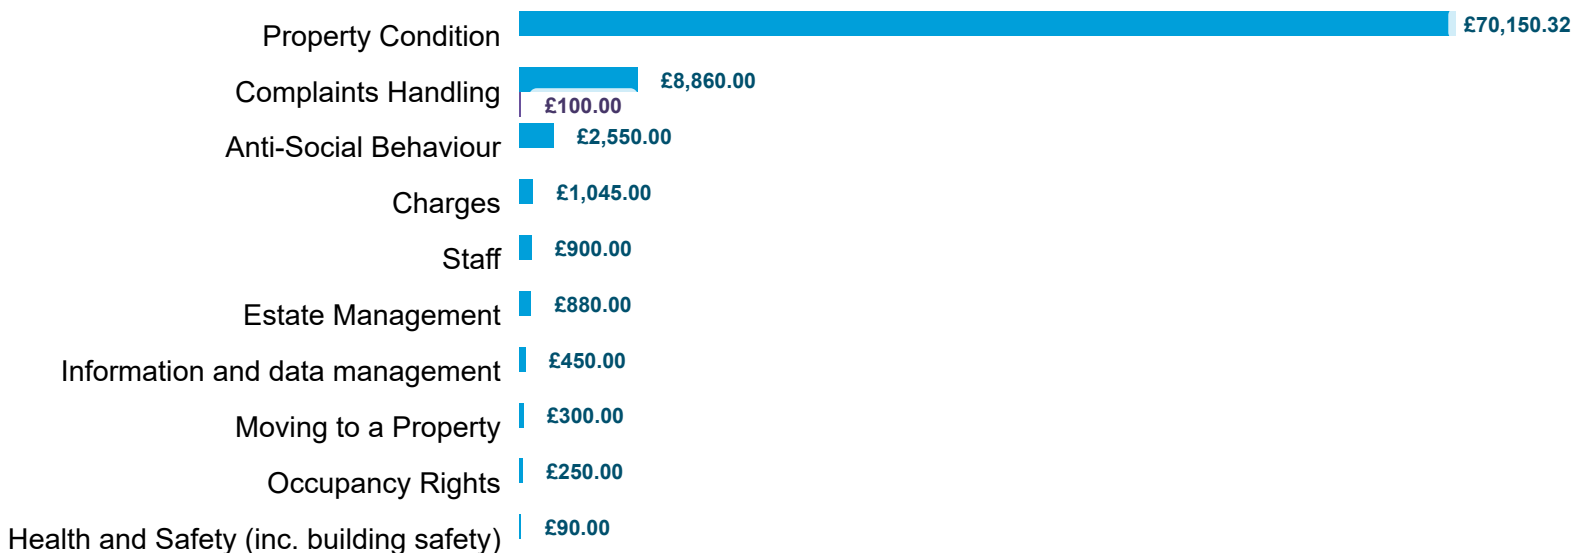 Property Condition £70,150.32
Complaints Handling £8,860.00
£100.00
Anti-Social Behaviour £2,550.00
Charges £1,045.00
Staff £900.00
Estate Management £880.00
Information and data management £450.00
Moving to a Property £300.00
Occupancy Rights £250.00
Health and Safety (inc. building safety) £90.00